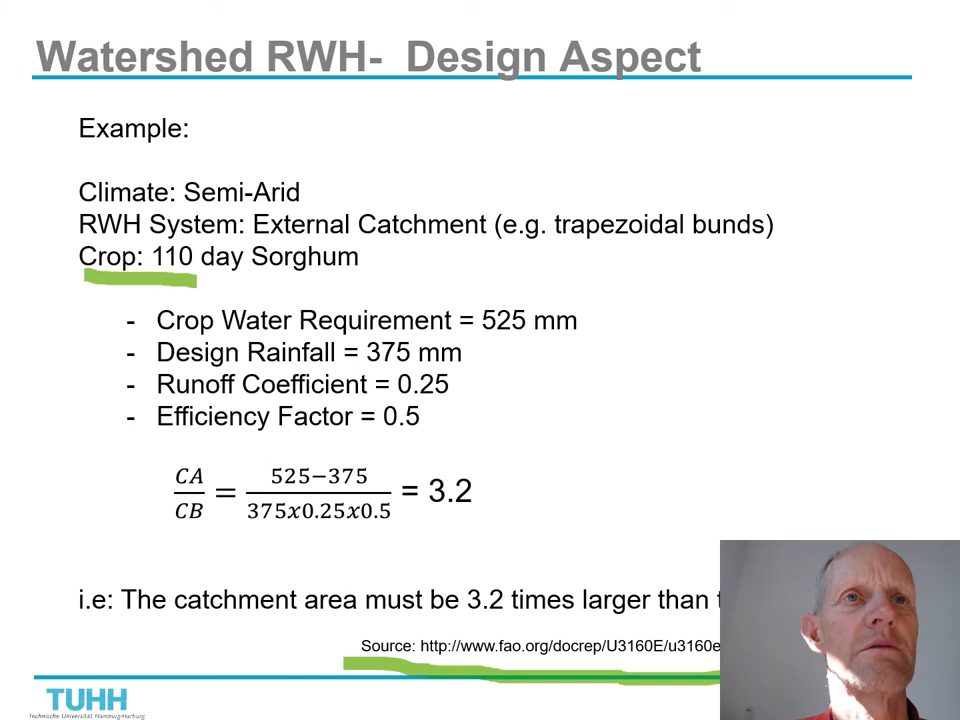 Watershed RWH- Design Aspect
Example:
Climate: Semi-Arid
RWH System: External Catchment (e.g. trapezoidal bunds)
Crop: 110 day Sorghum
- Crop Water Requirement = 525 mm
- Design Rainfall = 375 mm
- Runoff Coefficient = 0.25
- Efficiency Factor = 0.5
CA/CB = 525−375/375x0.25x0.5 = 3.2
i.e: The catchment area must be 3.2 times larger than
Source: http://www.fao.org/docrep/U3160E/u3160e
TUHH
Technische Universität Hamburg-Harburg